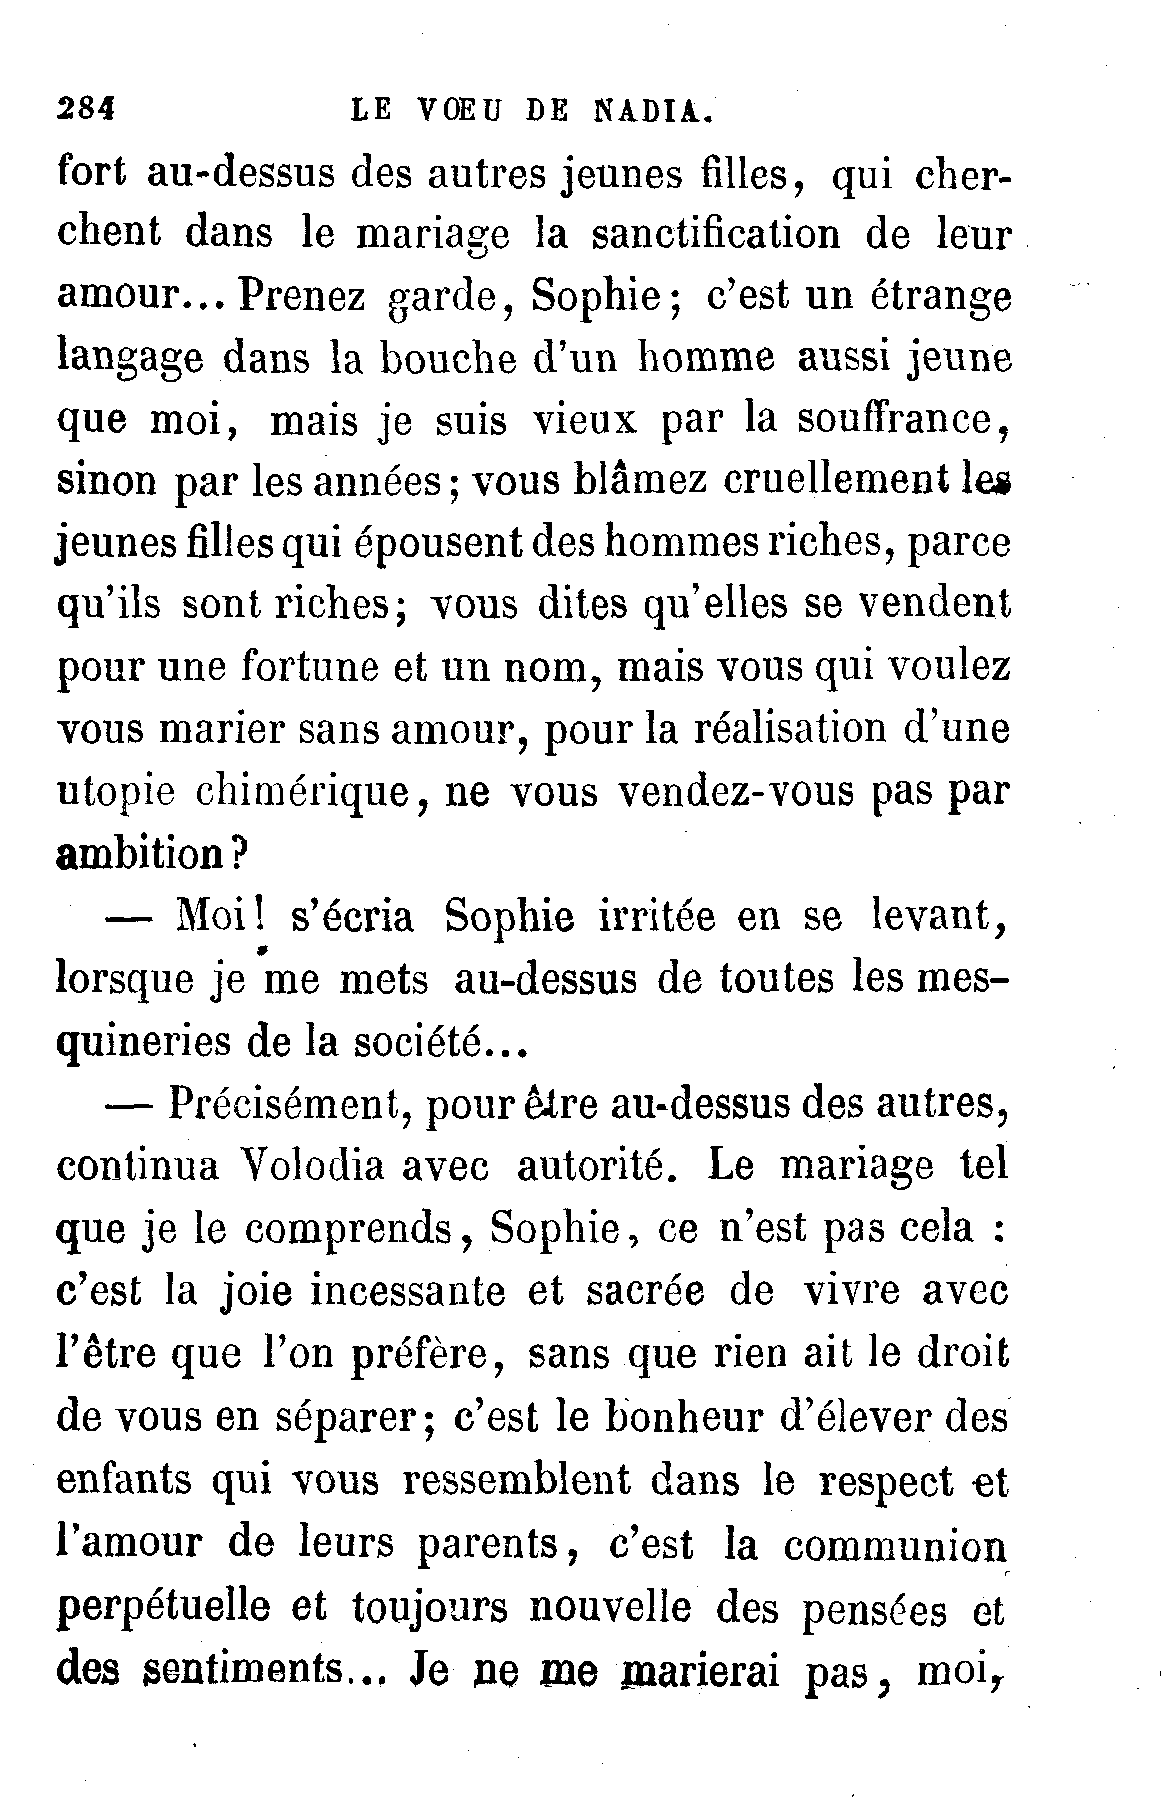 284 LE VŒU DE NADIA.
fort au-dessus des autres jeunes filles, qui cher-
chent dans le mariage la sanctification de leur
amour... Prenez garde, Sophie; c'est un étrange
langage dans la bouche d'un homme aussi jeune
que moi, mais je suis vieux par la souffrance,
sinon par les années; vous blâmez cruellement les
jeunes filles qui épousent des hommes riches, parce
qu'ils sont riches; vous dites qu'elles se vendent
pour une fortune et un nom, mais vous qui voulez
vous marier sans amour, pour la réalisation d'une
utopie chimérique, ne vous vendez-vous pas par
ambition?
— Moi! s'écria Sophie irritée en se levant,
lorsque je me mets au-dessus de toutes les mes-
quineries de la société...
— Précisément, pour être au-dessus des autres,
continua Volodia avec autorité. Le mariage tel
que je le comprends, Sophie, ce n'est pas cela :
c'est la joie incessante et sacrée de vivre avec
l'être que l'on préfère, sans que rien ait le droit
de vous en séparer; c'est le bonheur d'élever des
enfants qui vous ressemblent dans le respect et
l'amour de leurs parents, c'est la communion
perpétuelle et toujours nouvelle des pensées et
des sentiments... Je ne me marierai pas, moi,